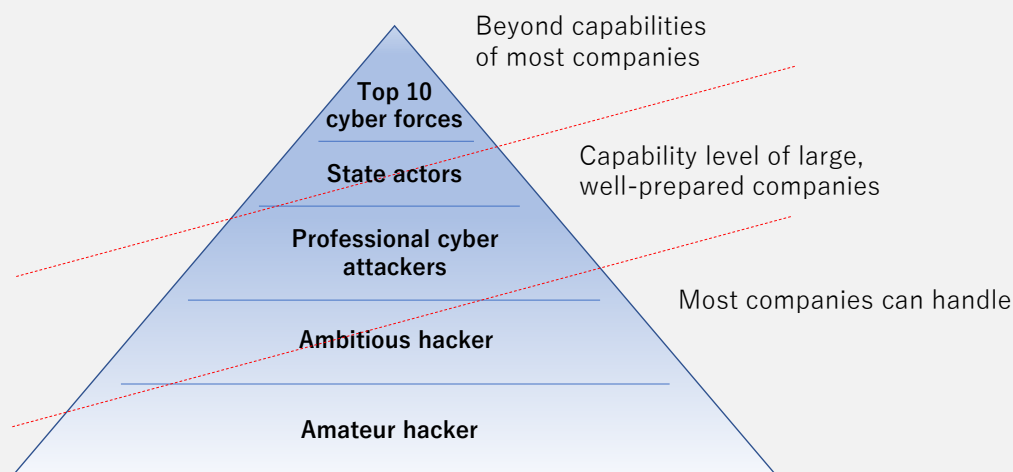 Beyond capabilities
of most companies
Top 10
cyber forces
Capability level of large,
well-prepared companies
State actors
Professional cyber
attackers
Most companies can handle
Ambitious hacker
Amateur hacker